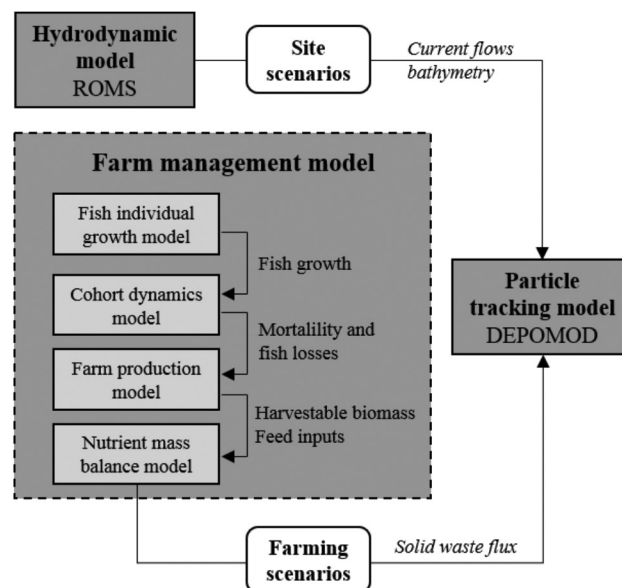 Hydrodynamic
model
ROMS
Site
scenarios
Current flows
bathymetry
Farm management model
Fish individual
growth model
Fish growth
Cohort dynamics
model
Mortalility and
fish losses
Farm production
model
Harvestable biomass
Feed inputs
Nutrient mass
balance model
Particle
tracking model
DEPOMOD
Farming
scenarios
Solid waste flux